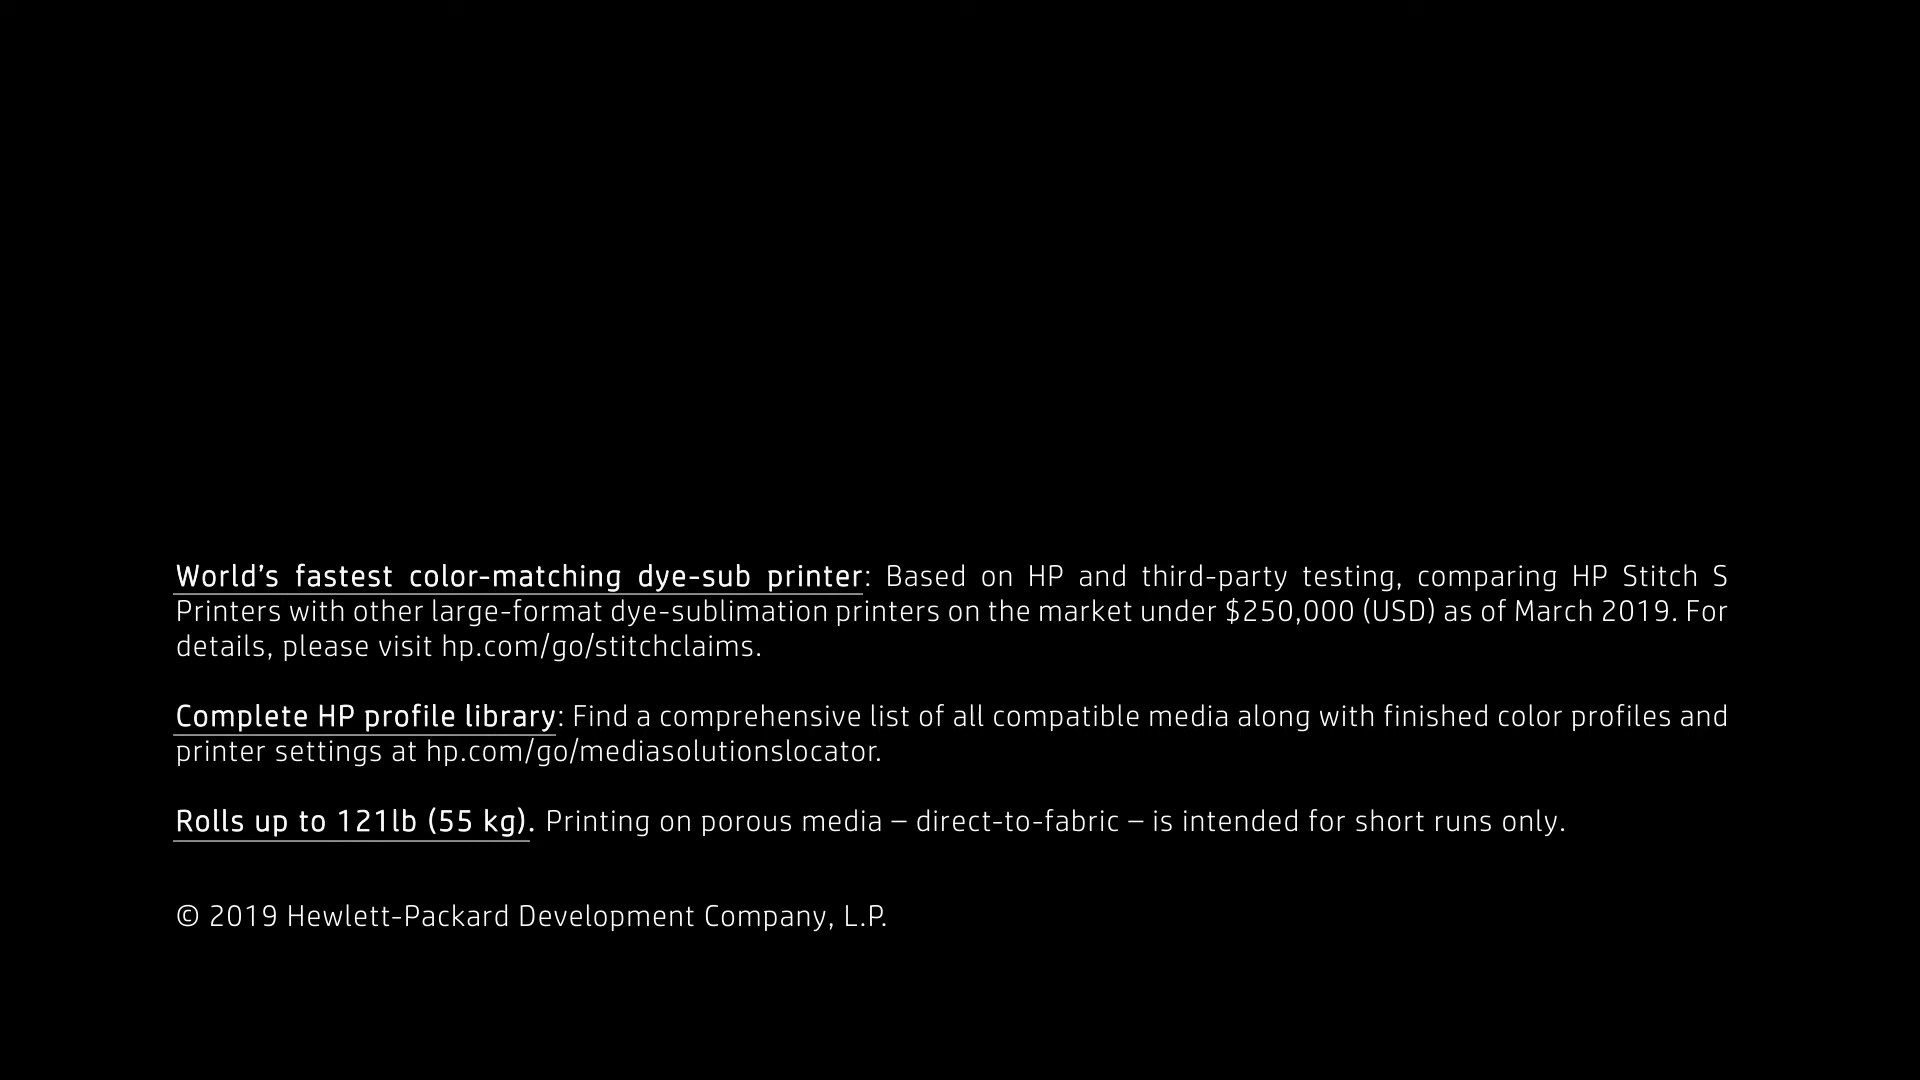 World’s fastest color-matching dye-sub printer: Based on HP and third-party testing, comparing HP Stitch S
Printers with other large-format dye-sublimation printers on the market under $250,000 (USD) as of March 2019. For
details, please visit hp.com/go/stitchclaims.
Complete HP profile library: Find a comprehensive list of all compatible media along with finished color profiles and
printer settings at hp.com/go/mediasolutionslocator.
Rolls up to 121lb (55 kg). Printing on porous media – direct-to-fabric – is intended for short runs only.
© 2019 Hewlett-Packard Development Company, L.P.